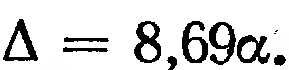 Δ = 8,69α.